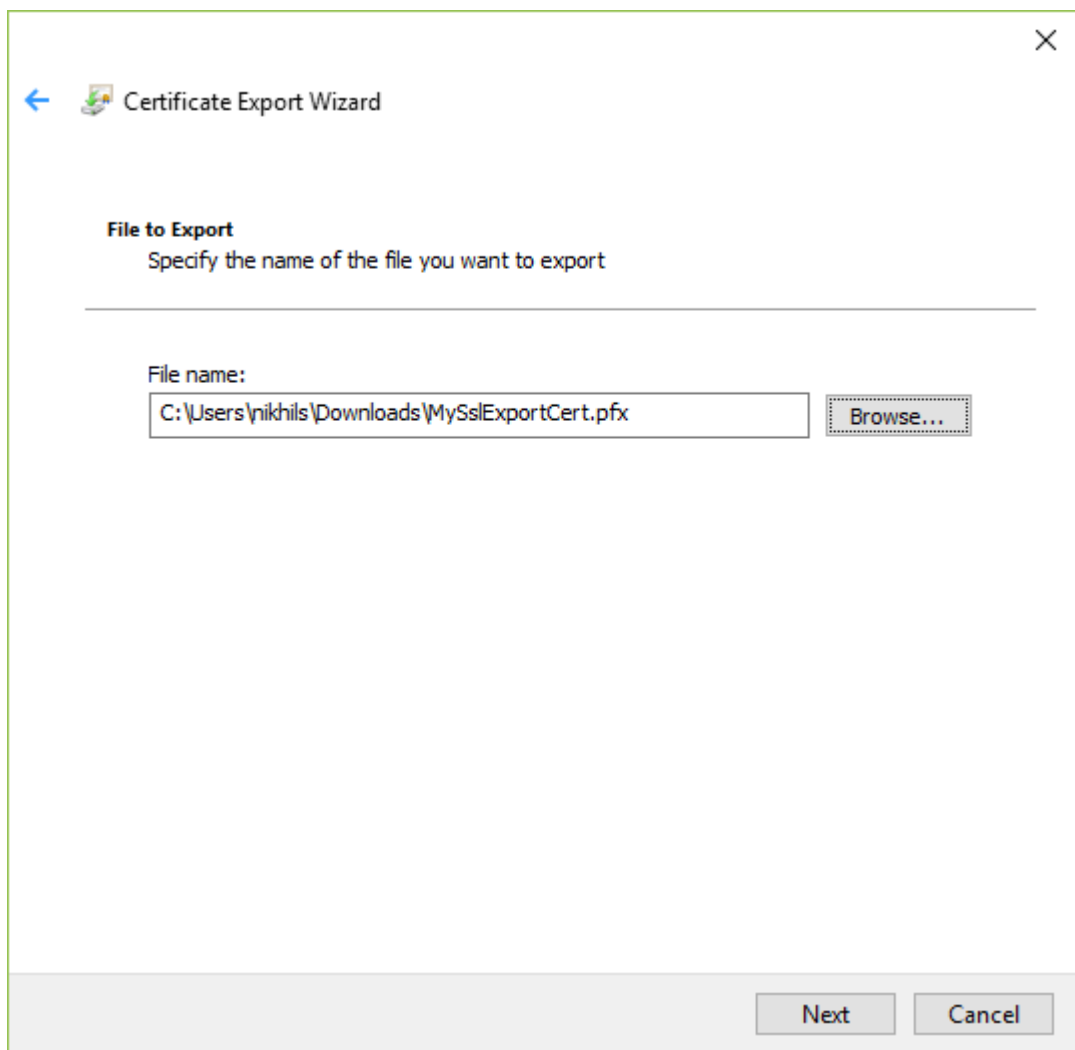 Certificate Export Wizard
File to Export
Specify the name of the file you want to export
File name:
C:\Users\nikhils\Downloads\MySslExportCert.pfx
Browse...
Next
Cancel